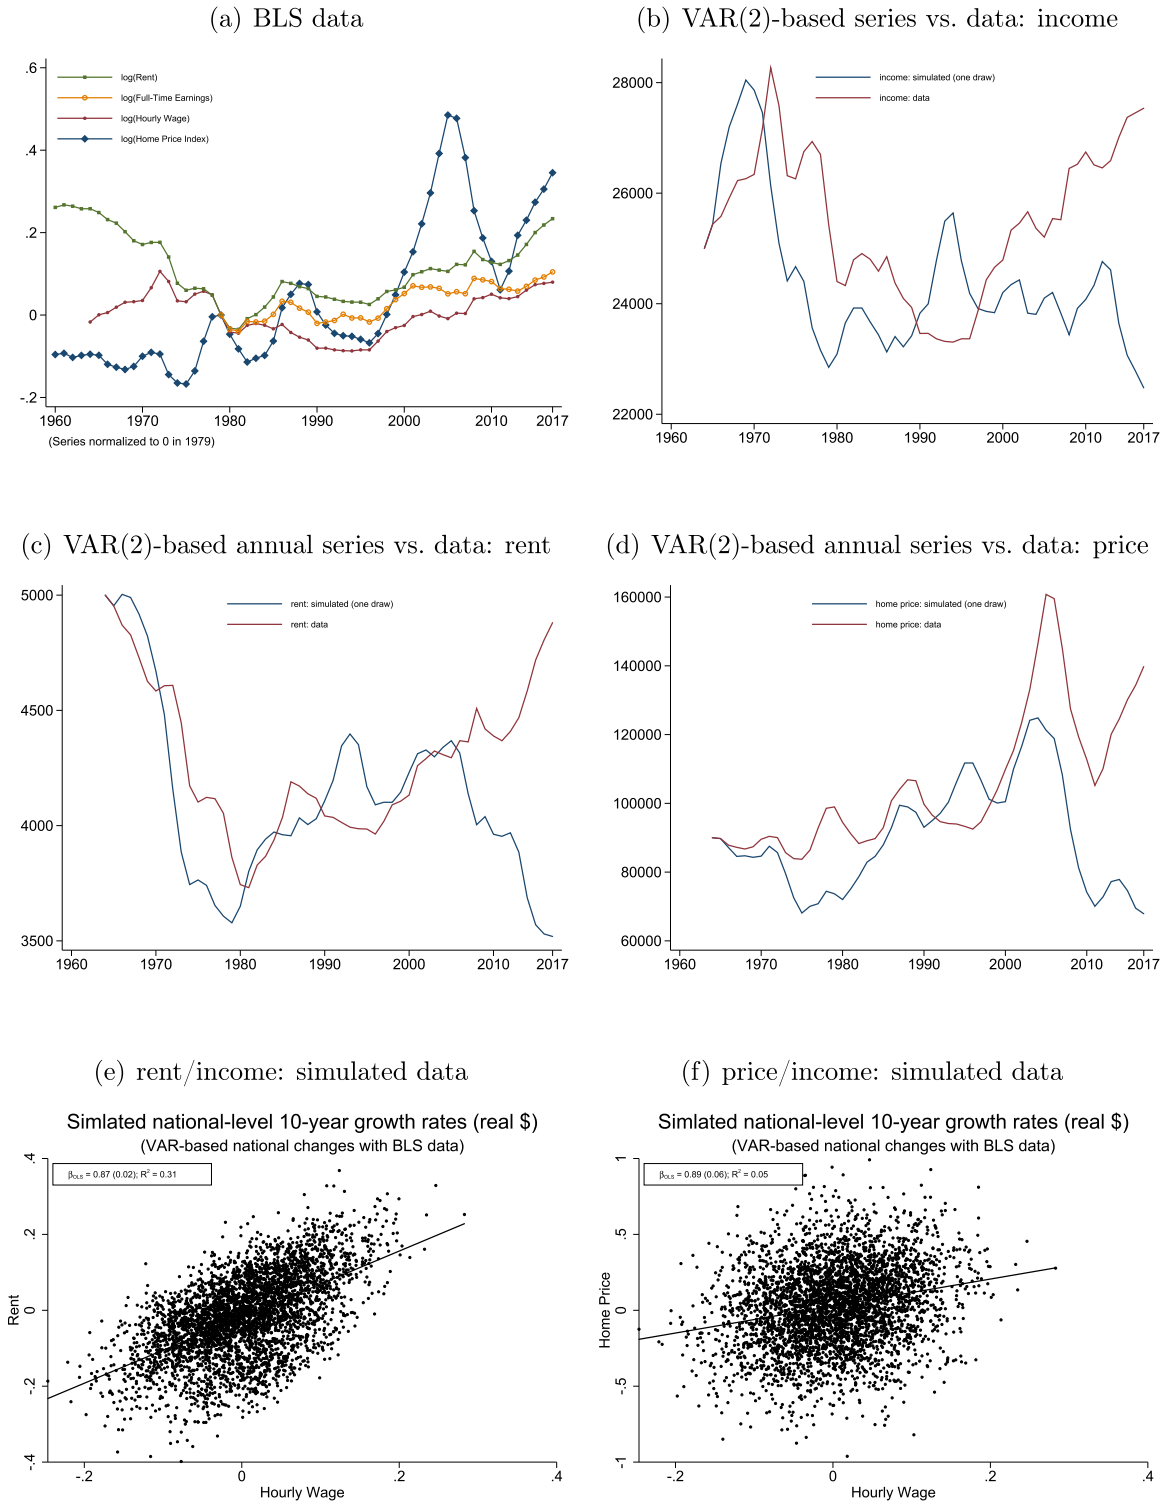 (a) BLS data
.6
.4
.2
0
-.2
log(Rent)
log(Full-Time Earnings)
log(Hourly Wage)
log(Home Price Index)
1960 1970 1980 1990 2000 2010 2017
(Series normalized to 0 in 1979)
(b) VAR(2)-based series vs. data: income
28000
26000
24000
22000
income: simulated (one draw)
income: data
1960 1970 1980 1990 2000 2010 2017
(c) VAR(2)-based annual series vs. data: rent
5000
4500
4000
3500
rent: simulated (one draw)
rent: data
1960 1970 1980 1990 2000 2010 2017
(d) VAR(2)-based annual series vs. data: price
160000
140000
120000
100000
80000
60000
home price: simulated (one draw)
home price: data
1960 1970 1980 1990 2000 2010 2017
(e) rent/income: simulated data
Simlated national-level 10-year growth rates (real $)
(VAR-based national changes with BLS data)
β_OLS = 0.87 (0.02); R² = 0.31
Rent
.4
.2
0
-.2
-.4
-.2 0 .2 .4
Hourly Wage
(f) price/income: simulated data
Simlated national-level 10-year growth rates (real $)
(VAR-based national changes with BLS data)
β_OLS = 0.89 (0.06); R² = 0.05
Home Price
1
.5
0
-.5
-1
-.2 0 .2 .4
Hourly Wage